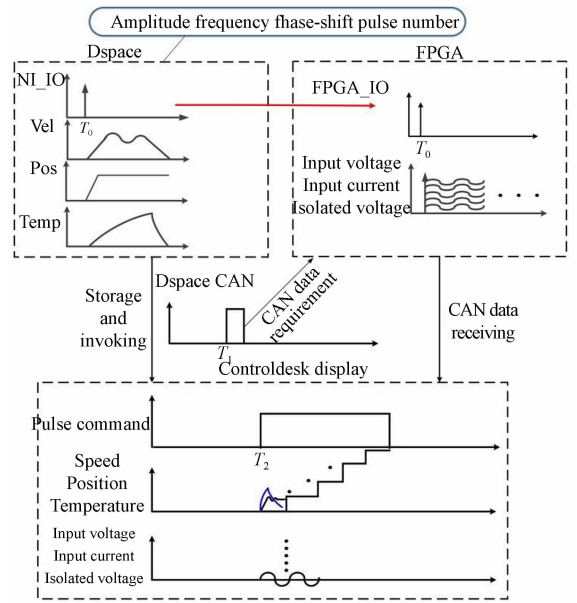 Amplitude frequency fhase-shift pulse number
Dspace
FPGA
NI_IO
T0
Vel
Pos
Temp
FPGA_IO
T0
Input voltage
Input current
Isolated voltage
Storage
and
invoking
Dspace CAN
T1
CAN data
requirement
CAN data
receiving
Controldesk display
Pulse command
T2
Speed
Position
Temperature
Input voltage
Input current
Isolated voltage